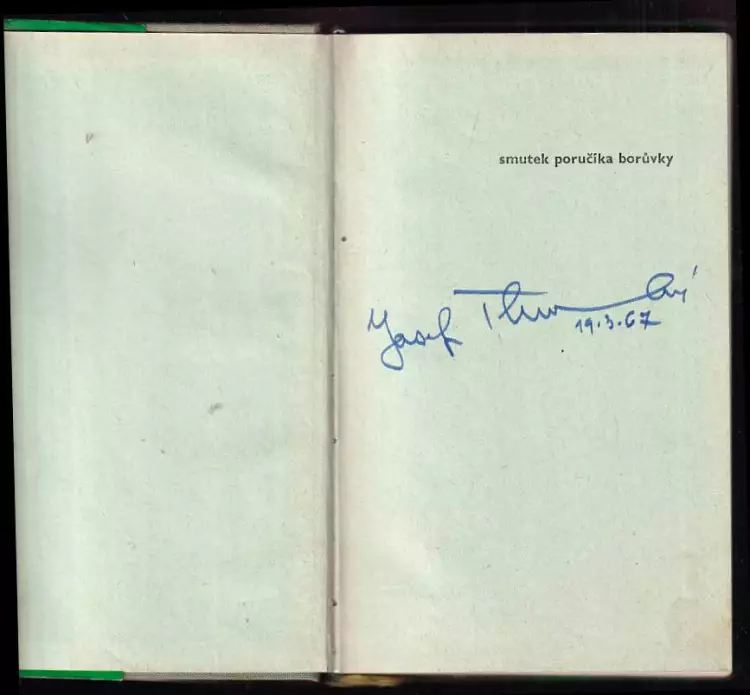 smutek poručíka borůvky
Josef
19.3.67